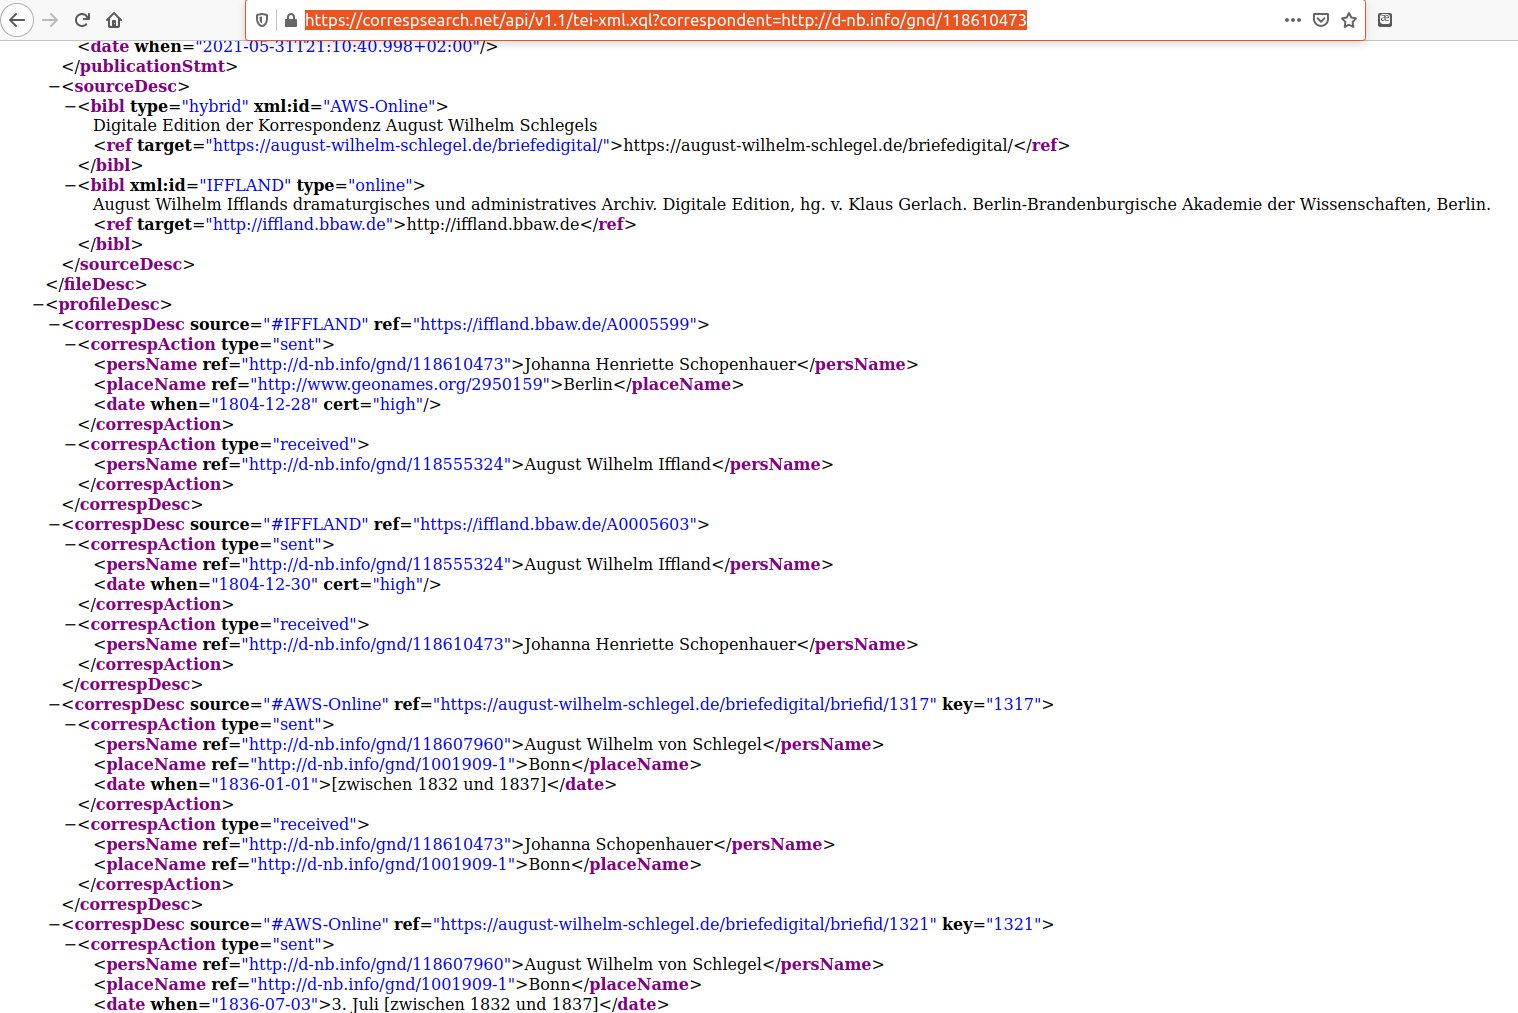 https://correspsearch.net/api/v1.1/tei-xml.xql?correspondent=http://d-nb.info/gnd/118610473
<date when="2021-05-31T21:10:40.998+02:00"/>
</publicationStmt>
−<sourceDesc>
−<bibl type="hybrid" xml:id="AWS-Online">
Digitale Edition der Korrespondenz August Wilhelm Schlegels
<ref target="https://august-wilhelm-schlegel.de/briefedigital/">https://august-wilhelm-schlegel.de/briefedigital/</ref>
</bibl>
−<bibl xml:id="IFFLAND" type="online">
August Wilhelm Ifflands dramaturgisches und administratives Archiv. Digitale Edition, hg. v. Klaus Gerlach. Berlin-Brandenburgische Akademie der Wissenschaften, Berlin.
<ref target="http://iffland.bbaw.de">http://iffland.bbaw.de</ref>
</bibl>
</sourceDesc>
</fileDesc>
−<profileDesc>
−<correspDesc source="#IFFLAND" ref="https://iffland.bbaw.de/A0005599">
−<correspAction type="sent">
<persName ref="http://d-nb.info/gnd/118610473">Johanna Henriette Schopenhauer</persName>
<placeName ref="http://www.geonames.org/2950159">Berlin</placeName>
<date when="1804-12-28" cert="high"/>
</correspAction>
−<correspAction type="received">
<persName ref="http://d-nb.info/gnd/118555324">August Wilhelm Iffland</persName>
</correspAction>
</correspDesc>
−<correspDesc source="#IFFLAND" ref="https://iffland.bbaw.de/A0005603">
−<correspAction type="sent">
<persName ref="http://d-nb.info/gnd/118555324">August Wilhelm Iffland</persName>
<date when="1804-12-30" cert="high"/>
</correspAction>
−<correspAction type="received">
<persName ref="http://d-nb.info/gnd/118610473">Johanna Henriette Schopenhauer</persName>
</correspAction>
</correspDesc>
−<correspDesc source="#AWS-Online" ref="https://august-wilhelm-schlegel.de/briefedigital/briefid/1317" key="1317">
−<correspAction type="sent">
<persName ref="http://d-nb.info/gnd/118607960">August Wilhelm von Schlegel</persName>
<placeName ref="http://d-nb.info/gnd/1001909-1">Bonn</placeName>
<date when="1836-01-01">[zwischen 1832 und 1837]</date>
</correspAction>
−<correspAction type="received">
<persName ref="http://d-nb.info/gnd/118610473">Johanna Schopenhauer</persName>
<placeName ref="http://d-nb.info/gnd/1001909-1">Bonn</placeName>
</correspAction>
</correspDesc>
−<correspDesc source="#AWS-Online" ref="https://august-wilhelm-schlegel.de/briefedigital/briefid/1321" key="1321">
−<correspAction type="sent">
<persName ref="http://d-nb.info/gnd/118607960">August Wilhelm von Schlegel</persName>
<placeName ref="http://d-nb.info/gnd/1001909-1">Bonn</placeName>
<date when="1836-07-03">3. Juli [zwischen 1832 und 1837]</date>